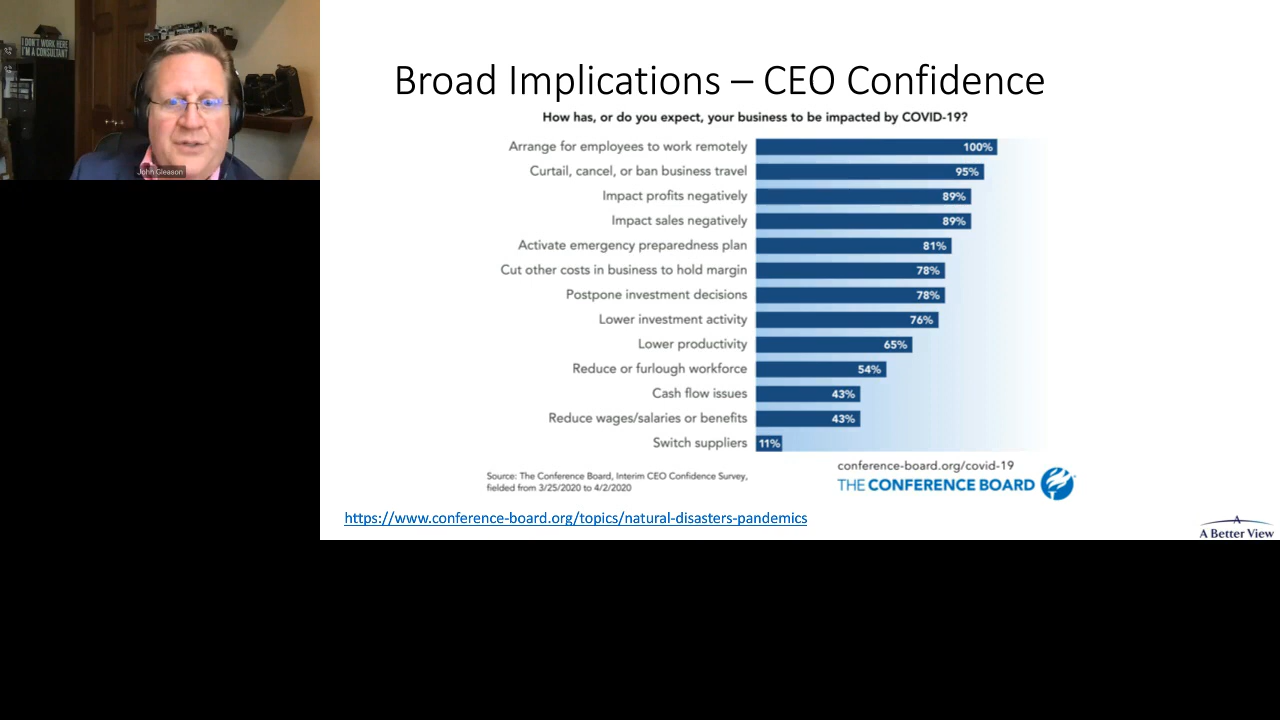 I DON'T WORK HERE
I'M A CONSULTANT
John Gleason
Broad Implications – CEO Confidence
How has, or do you expect, your business to be impacted by COVID-19?
Arrange for employees to work remotely 100%
Curtail, cancel, or ban business travel 95%
Impact profits negatively 89%
Impact sales negatively 89%
Activate emergency preparedness plan 81%
Cut other costs in business to hold margin 78%
Postpone investment decisions 78%
Lower investment activity 76%
Lower productivity 65%
Reduce or furlough workforce 54%
Cash flow issues 43%
Reduce wages/salaries or benefits 43%
Switch suppliers 11%
Source: The Conference Board, Interim CEO Confidence Survey,
fielded from 3/25/2020 to 4/2/2020
conference-board.org/covid-19
THE CONFERENCE BOARD
https://www.conference-board.org/topics/natural-disasters-pandemics
A Better View